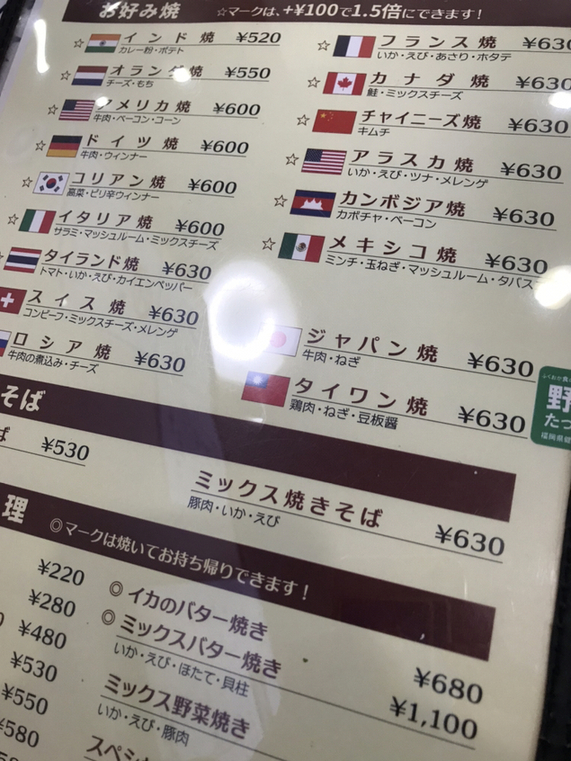 お好み焼 ☆マークは、+¥100で1.5倍にできます!
☆ インド焼 ¥520
カレー粉・ポテト
☆ オランダ焼 ¥550
チーズ・もち
☆ アメリカ焼 ¥600
牛肉・ベーコン・コーン
☆ ドイツ焼 ¥600
牛肉・ウィンナー
☆ コリアン焼 ¥600
高菜・ピリ辛ウィンナー
☆ イタリア焼 ¥600
サラミ・マッシュルーム・ミックスチーズ
タイランド焼 ¥630
トマト・いか・えび・カイエンペッパー
スイス焼 ¥630
コンビーフ・ミックスチーズ・メレンゲ
ロシア焼 ¥630
牛肉の煮込み・チーズ
☆ フランス焼 ¥630
いか・えび・あさり・ホタテ
☆ カナダ焼 ¥630
鮭・ミックスチーズ
☆ チャイニーズ焼 ¥630
キムチ
☆ アラスカ焼 ¥630
いか・えび・ツナ・メレンゲ
☆ カンボジア焼 ¥630
カボチャ・ベーコン
☆ メキシコ焼 ¥630
ミンチ・玉ねぎ・マッシュルーム・タバス
ジャパン焼 ¥630
牛肉・ねぎ
タイワン焼 ¥630
鶏肉・ねぎ・豆板醤
そば
ば ¥530
ミックス焼きそば ¥630
豚肉・いか・えび
理 ◎マークは焼いてお持ち帰りできます!
¥220
¥280
¥480
¥530
¥550
¥580
◎ イカのバター焼き ¥680
◎ ミックスバター焼き ¥1,100
いか・えび・ほたて・貝柱
ミックス野菜焼き
いか・えび・豚肉
スペシ
野
たっ